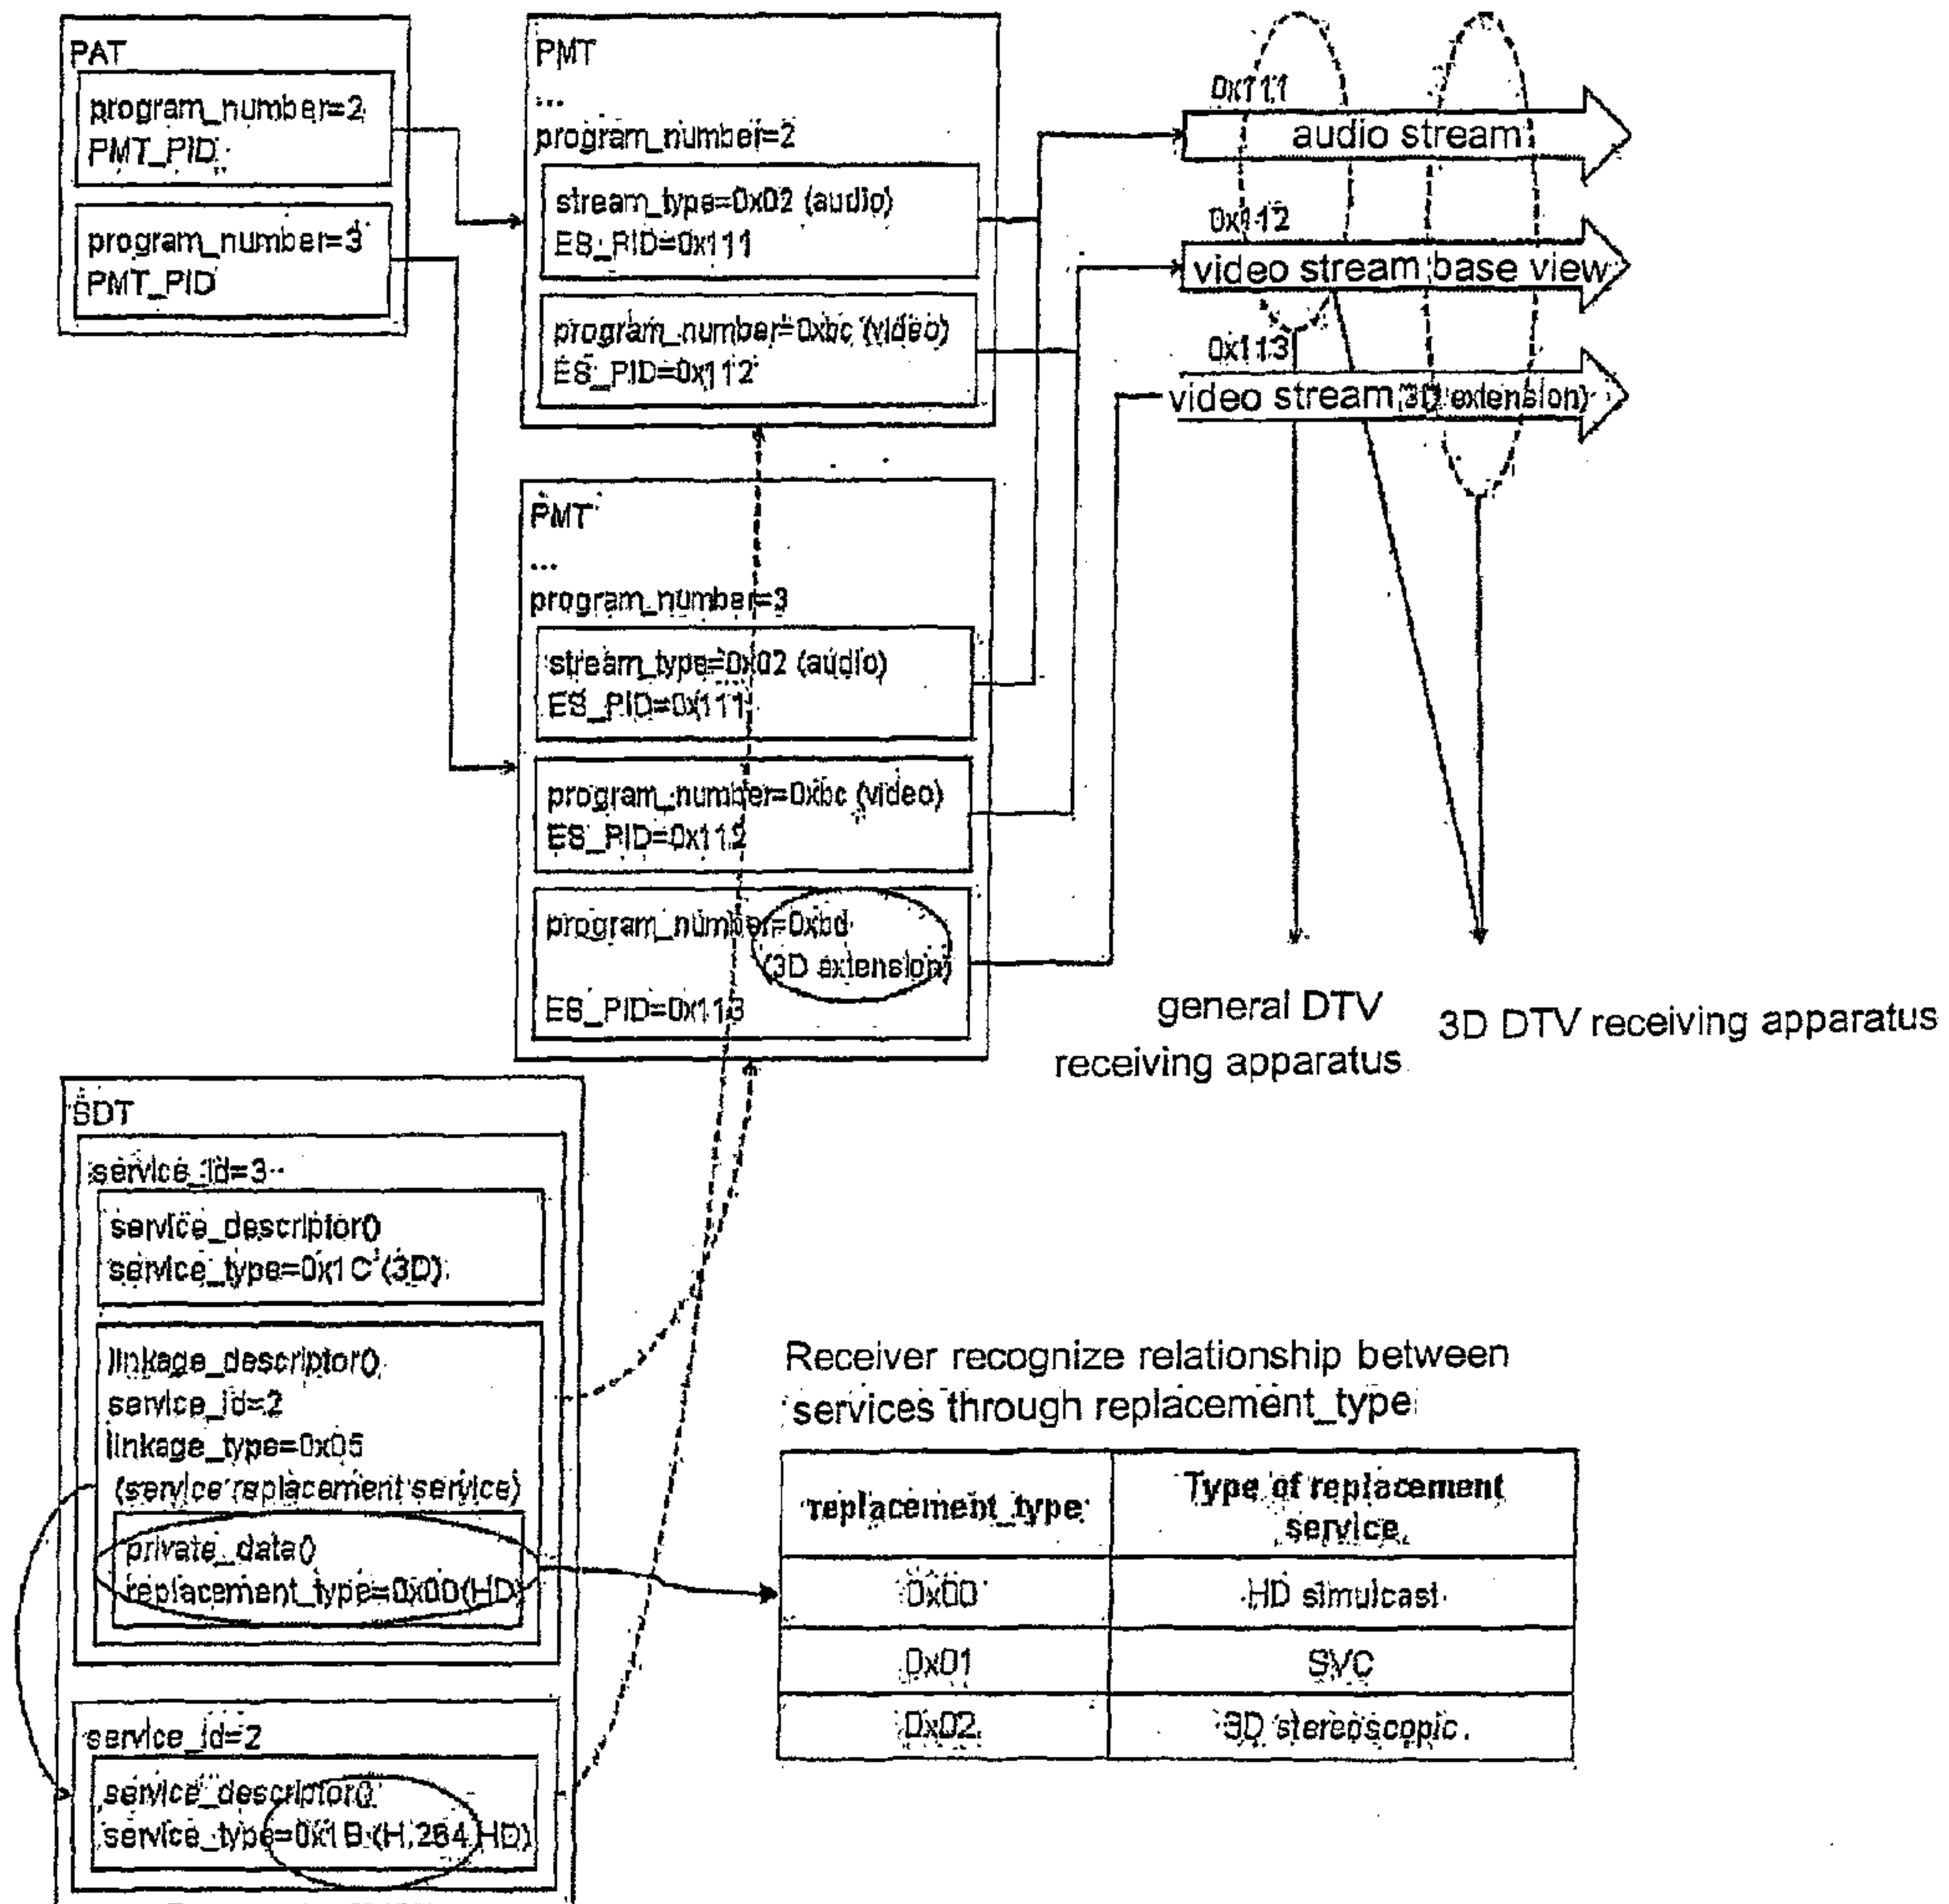 PAT
program_number=2
PMT_PID
program_number=3
PMT_PID
PMT
...
program_number=2
stream_type=0x02 (audio)
ES_PID=0x111
program_number=0xbc (video)
ES_PID=0x112
PMT
...
program_number=3
stream_type=0x02 (audio)
ES_PID=0x111
program_number=0xbc (video)
ES_PID=0x112
program_number=0xbd
(3D extension)
ES_PID=0x113
0x111
audio stream
0x112
video stream base view
0x113
video stream (3D extension)
general DTV
receiving apparatus
3D DTV receiving apparatus
SDT
service_id=3
service_descriptor()
service_type=0x1C (3D)
linkage_descriptor()
service_id=2
linkage_type=0x05
(service replacement service)
private_data()
replacement_type=0x00(HD)
service_id=2
service_descriptor()
service_type=0x1B (H.264 HD)
Receiver recognize relationship between
services through replacement_type
replacement_type
Type of replacement
service
0x00
HD simulcast
0x01
SVC
0x02
3D stereoscopic